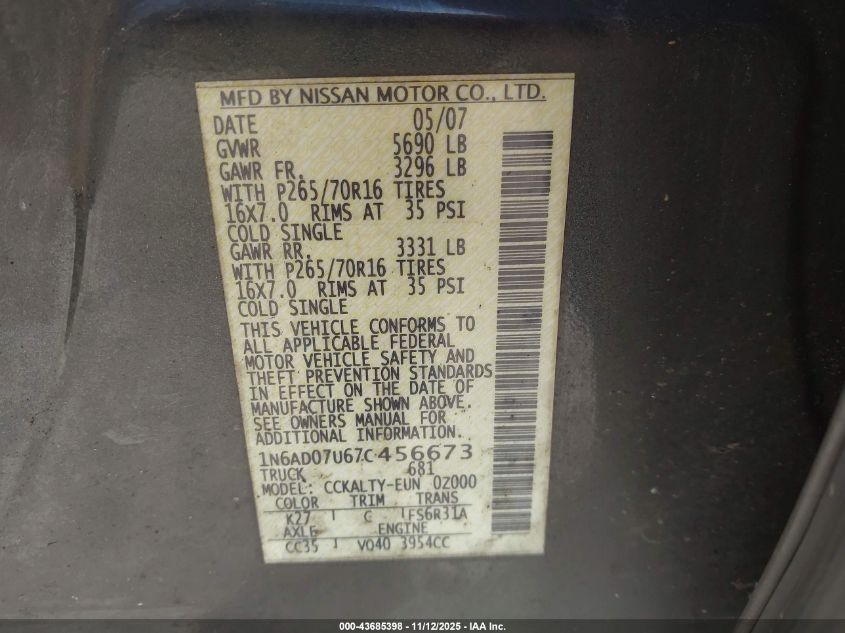 MFD BY NISSAN MOTOR CO., LTD.
DATE 05/07
GVWR 5690 LB
GAWR FR. 3296 LB
WITH P265/70R16 TIRES
16X7.0 RIMS AT 35 PSI
COLD SINGLE
GAWR RR. 3331 LB
WITH P265/70R16 TIRES
16X7.0 RIMS AT 35 PSI
COLD SINGLE
THIS VEHICLE CONFORMS TO
ALL APPLICABLE FEDERAL
MOTOR VEHICLE SAFETY AND
THEFT PREVENTION STANDARDS
IN EFFECT ON THE DATE OF
MANUFACTURE SHOWN ABOVE.
SEE OWNERS MANUAL FOR
ADDITIONAL INFORMATION.
1N6AD07U67C456673
TRUCK 681
MODEL: CCKALTY-EUN 0Z000
COLOR TRIM TRANS
K27 C FS6R31A
AXLE ENGINE
CC35 VQ40 3954CC
000-43685398 - 11/12/2025 - IAA Inc.